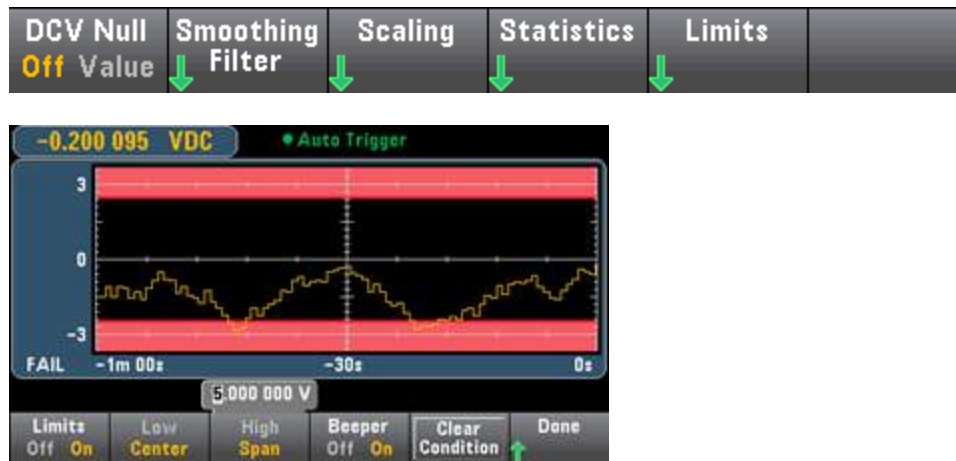 DCV Null Smoothing Scaling Statistics Limits
Off Value Filter
-0.200 095 VDC Auto Trigger
3
0
-3
FAIL -1m 00s -30s 0s
5.000 000 V
Limits Low High Beeper Clear Done
Off On Center Span Off On Condition